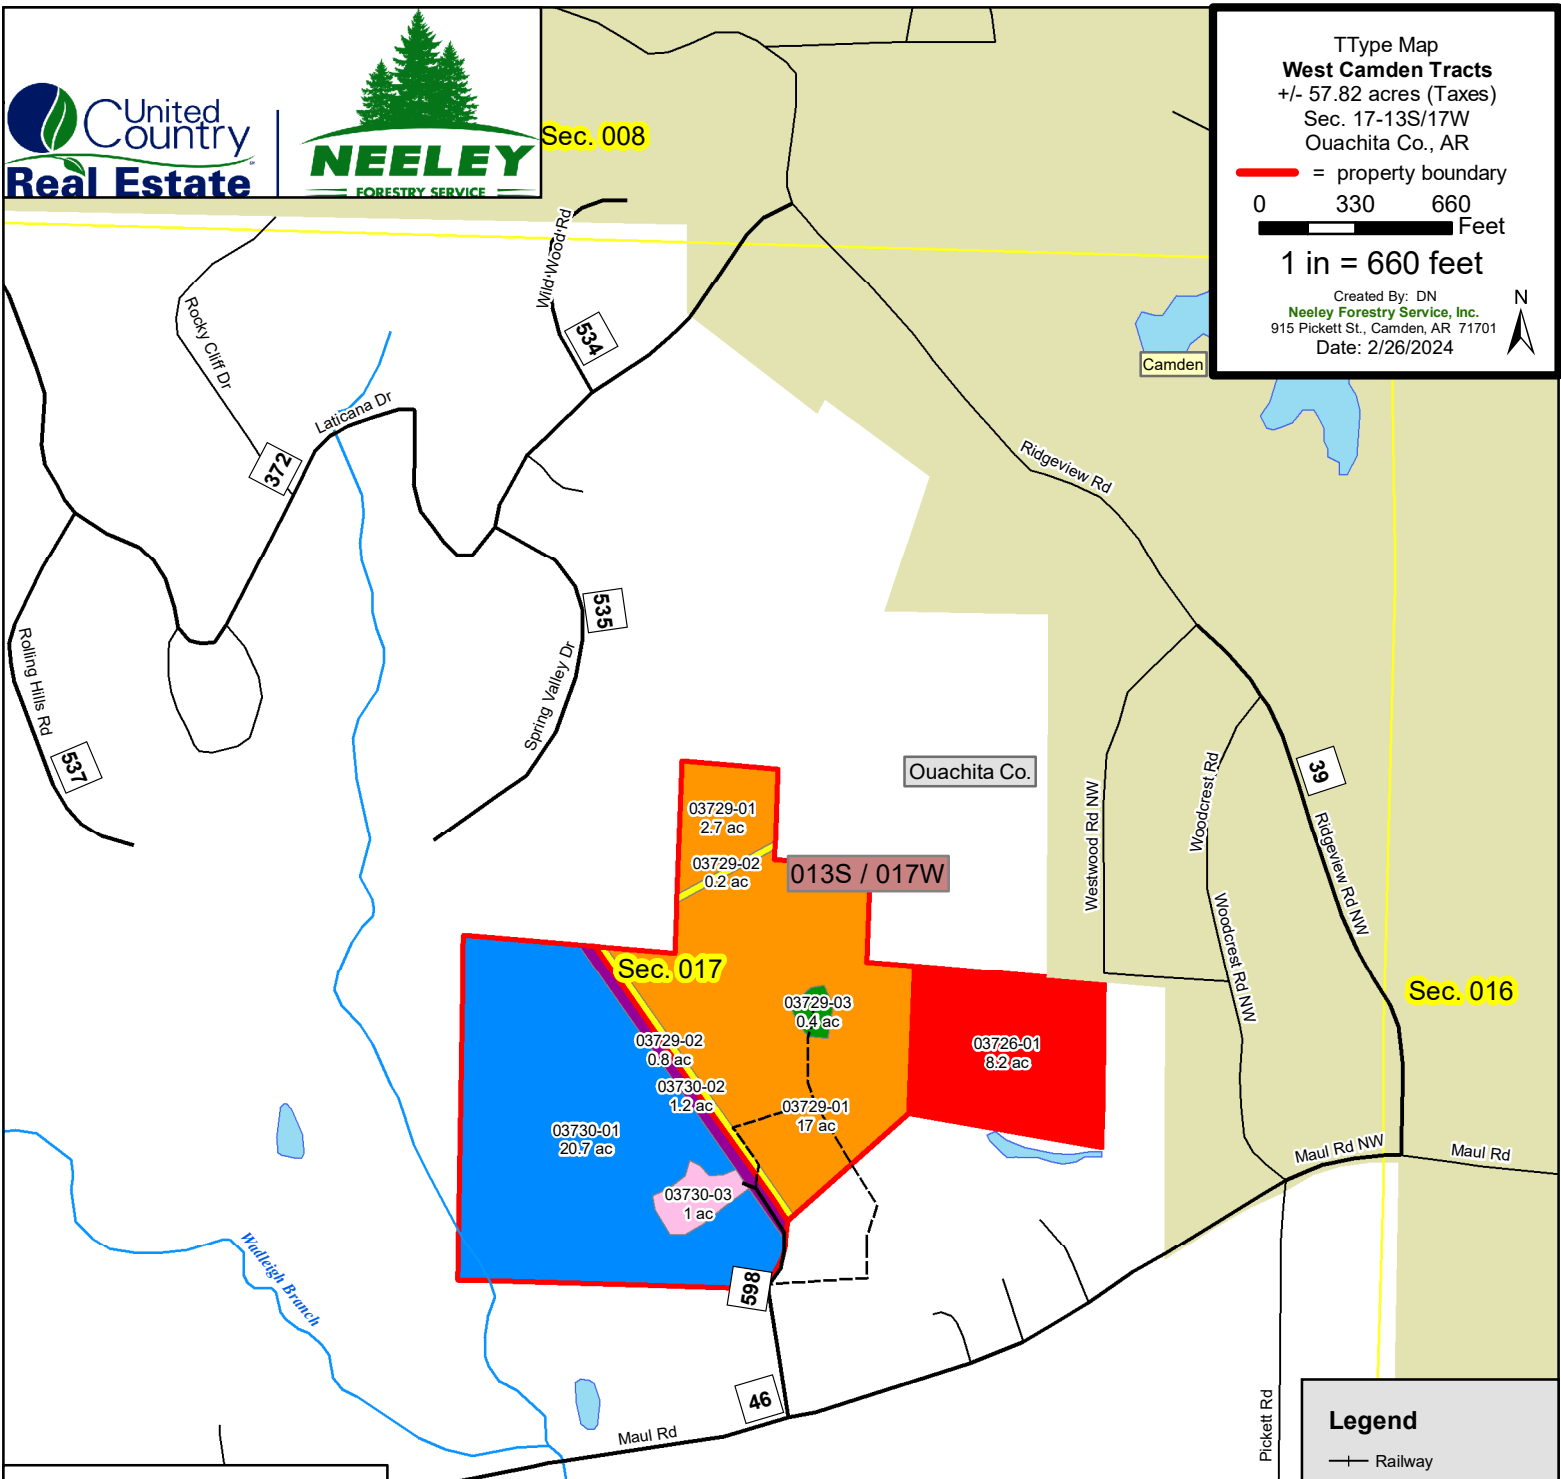 United
Country
Real Estate
NEELEY
FORESTRY SERVICE
TType Map
West Camden Tracts
+/- 57.82 acres (Taxes)
Sec. 17-13S/17W
Ouachita Co., AR
= property boundary
0 330 660
Feet
1 in = 660 feet
Created By: DN
Neeley Forestry Service, Inc.
915 Pickett St., Camden, AR 71701
Date: 2/26/2024
N
Sec. 008
Wild Wood Rd
534
Rocky Cliff Dr
Laticana Dr
372
Camden
Ridgeview Rd
535
Spring Valley Dr
Rolling Hills Rd
537
Ouachita Co.
39
Westwood Rd NW
Woodcrest Rd
Ridgeview Rd NW
Woodcrest Rd NW
03729-01
2.7 ac
03729-02
0.2 ac
013S / 017W
Sec. 017
Sec. 016
03729-03
0.4 ac
03729-02
0.8 ac
03726-01
8.2 ac
03730-02
1.2 ac
03729-01
17 ac
03730-01
20.7 ac
03730-03
1 ac
Maul Rd NW
Maul Rd
Wadleigh Branch
598
46
Maul Rd
Pickett Rd
Legend
Railway